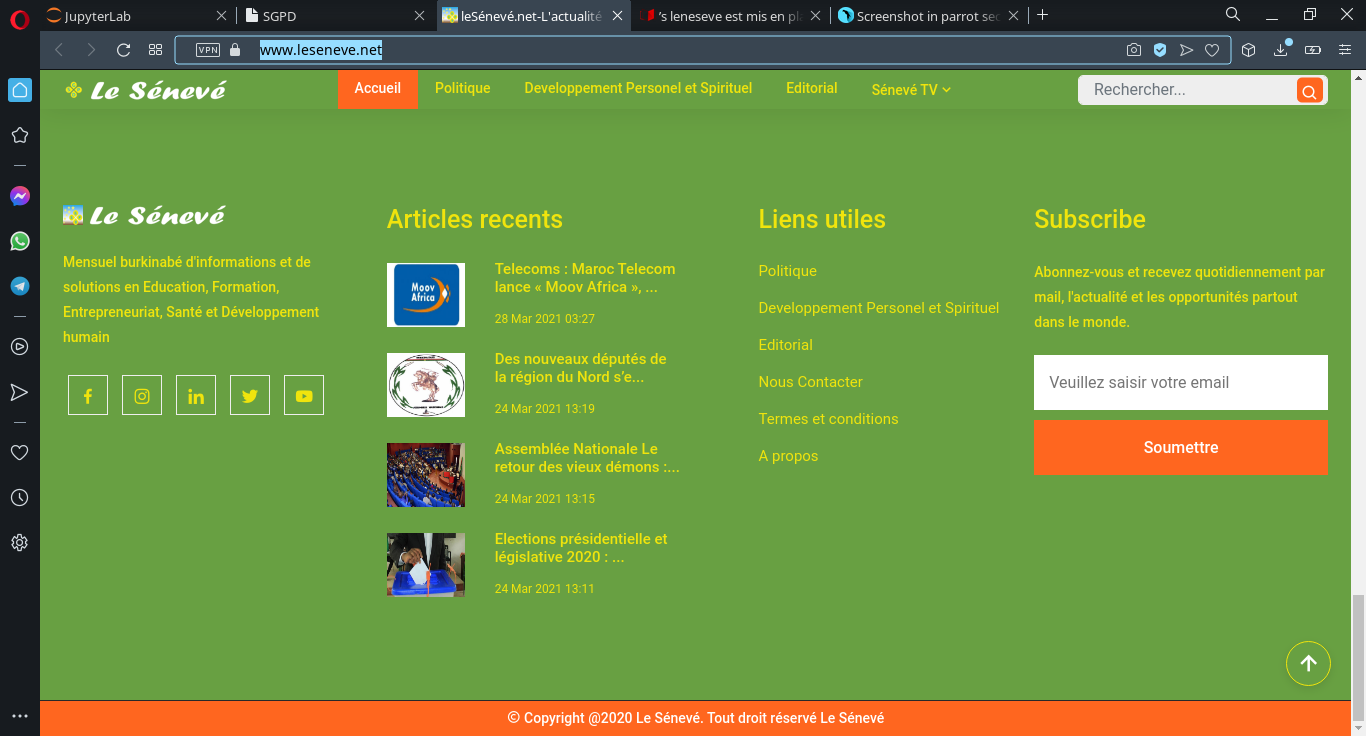 JupyterLab
SGPD
leSénevé.net-L'actualité
's leneseve est mis en pla
Screenshot in parrot sec
VPN
www.leseneve.net
Le Sénevé
Accueil
Politique
Developpement Personel et Spirituel
Editorial
Sénevé TV
Rechercher...
Le Sénevé
Mensuel burkinabé d'informations et de
solutions en Education, Formation,
Entrepreneuriat, Santé et Développement
humain
Articles recents
Moov
Africa
Telecoms : Maroc Telecom
lance « Moov Africa », ...
28 Mar 2021 03:27
Des nouveaux députés de
la région du Nord s'e...
24 Mar 2021 13:19
Assemblée Nationale Le
retour des vieux démons :...
24 Mar 2021 13:15
Elections présidentielle et
législative 2020 : ...
24 Mar 2021 13:11
Liens utiles
Politique
Developpement Personel et Spirituel
Editorial
Nous Contacter
Termes et conditions
A propos
Subscribe
Abonnez-vous et recevez quotidiennement par
mail, l'actualité et les opportunités partout
dans le monde.
Veuillez saisir votre email
Soumettre
© Copyright @2020 Le Sénevé. Tout droit réservé Le Sénevé